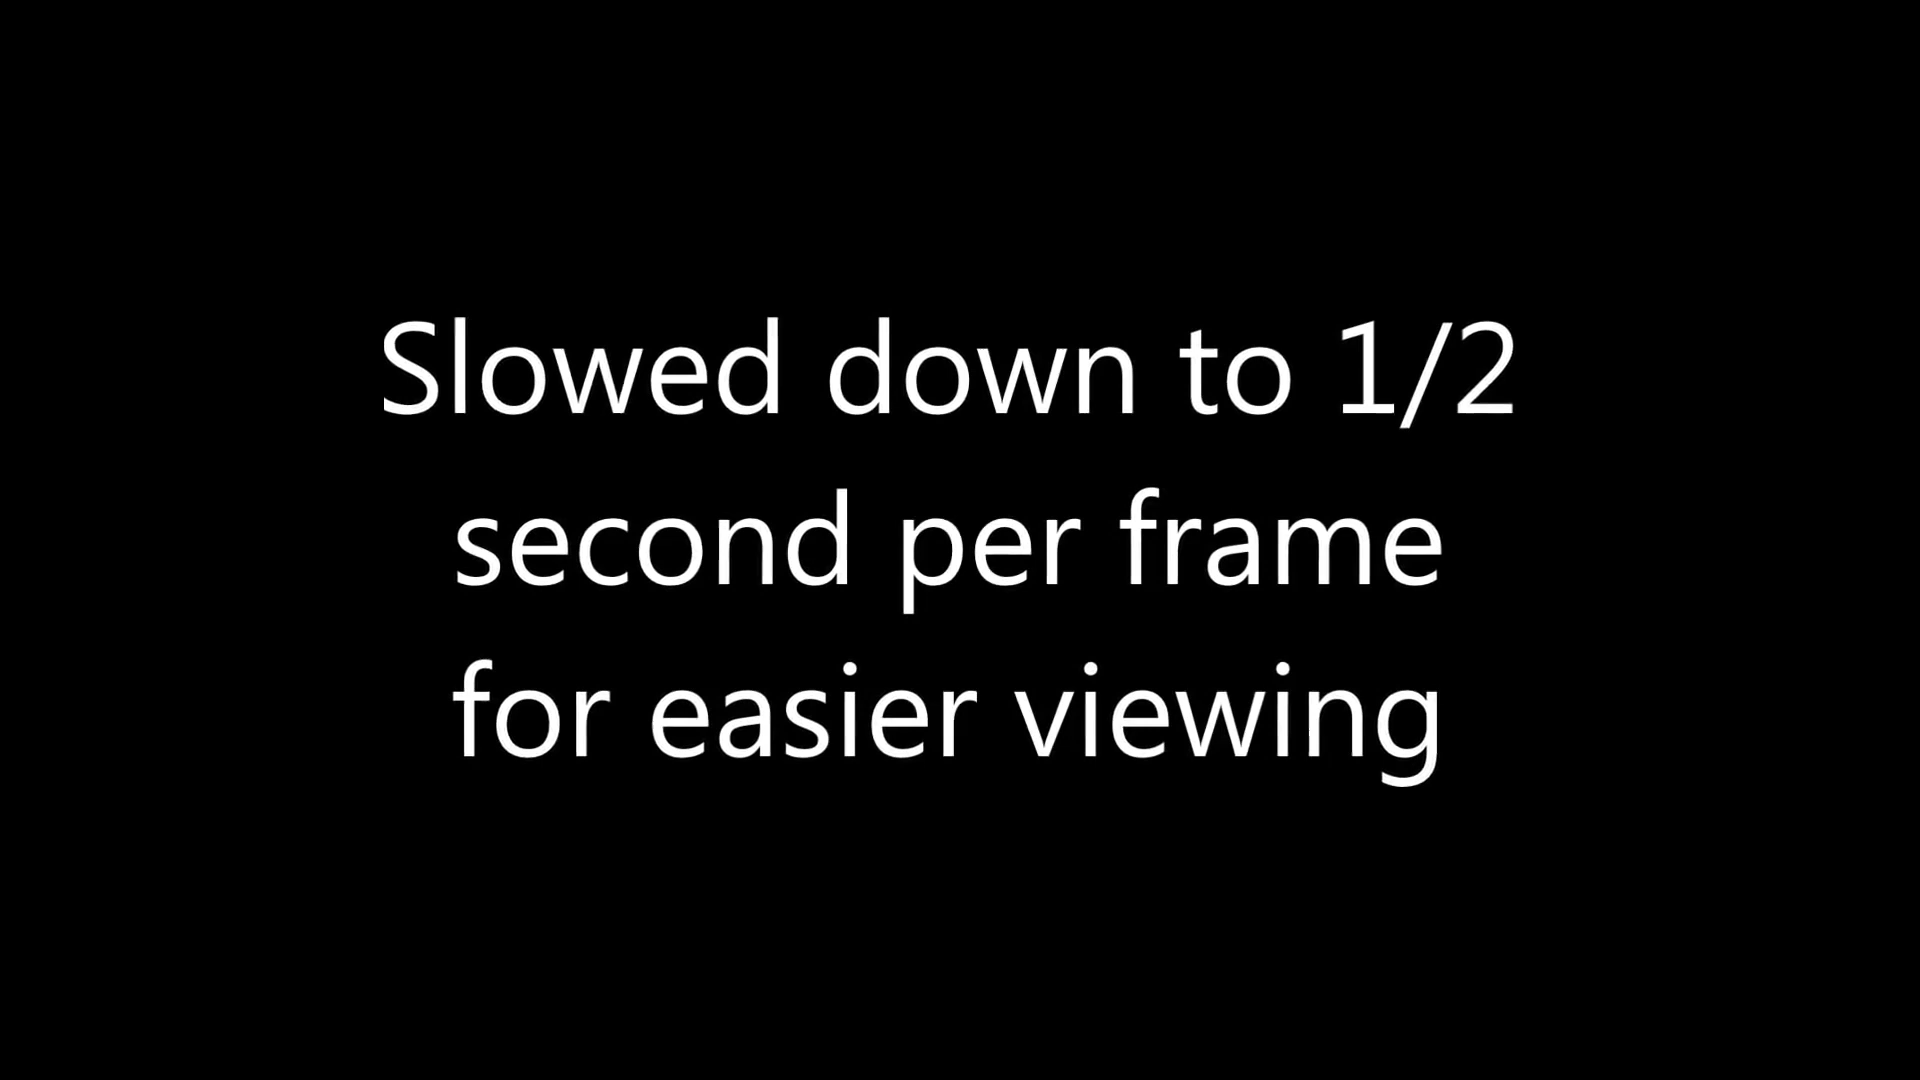 Slowed down to 1/2
second per frame
for easier viewing